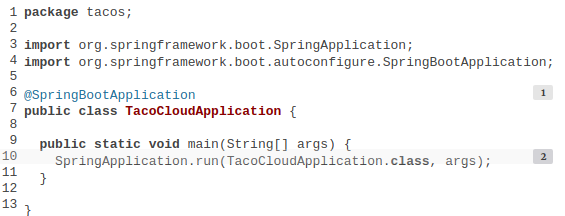 1 package tacos;
2
3 import org.springframework.boot.SpringApplication;
4 import org.springframework.boot.autoconfigure.SpringBootApplication;
5
6 @SpringBootApplication 1
7 public class TacoCloudApplication {
8
9   public static void main(String[] args) {
10     SpringApplication.run(TacoCloudApplication.class, args); 2
11   }
12
13 }